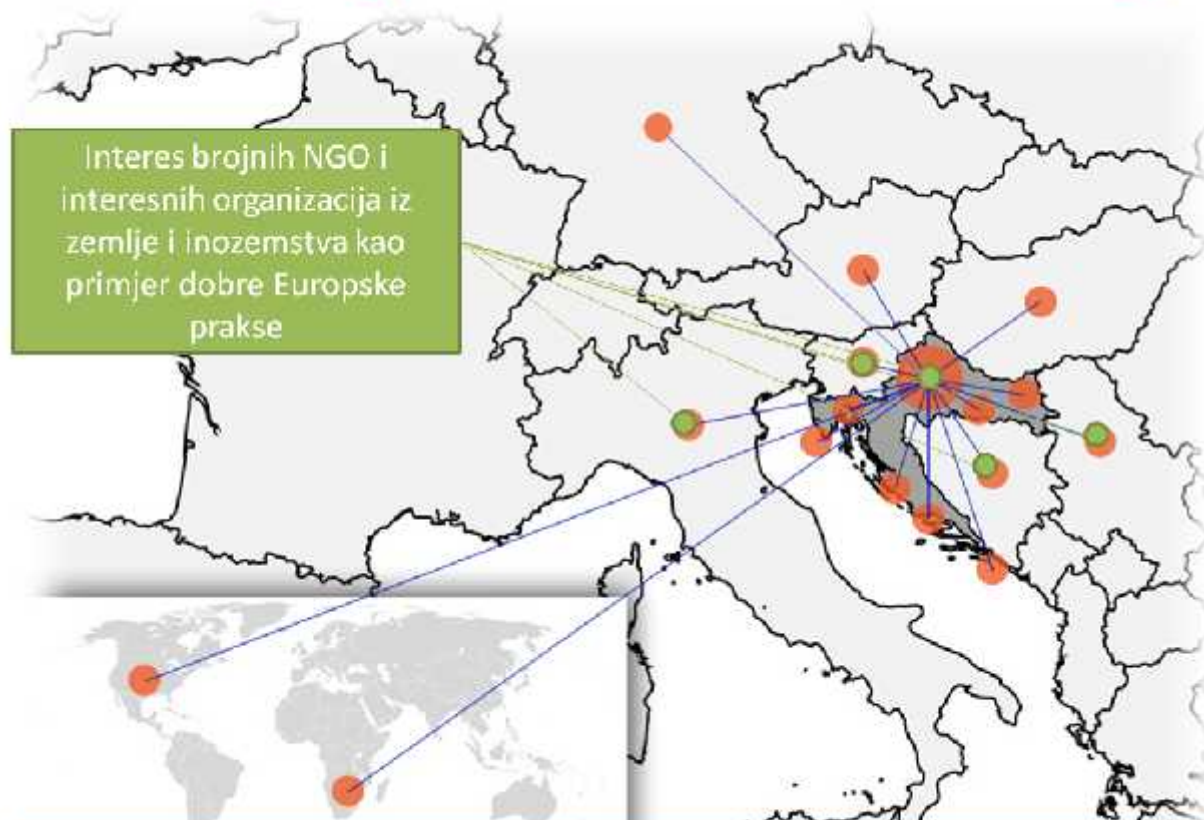 Interes brojnih NGO i
interesnih organizacija iz
zemlje i inozemstva kao
primjer dobre Europske
prakse